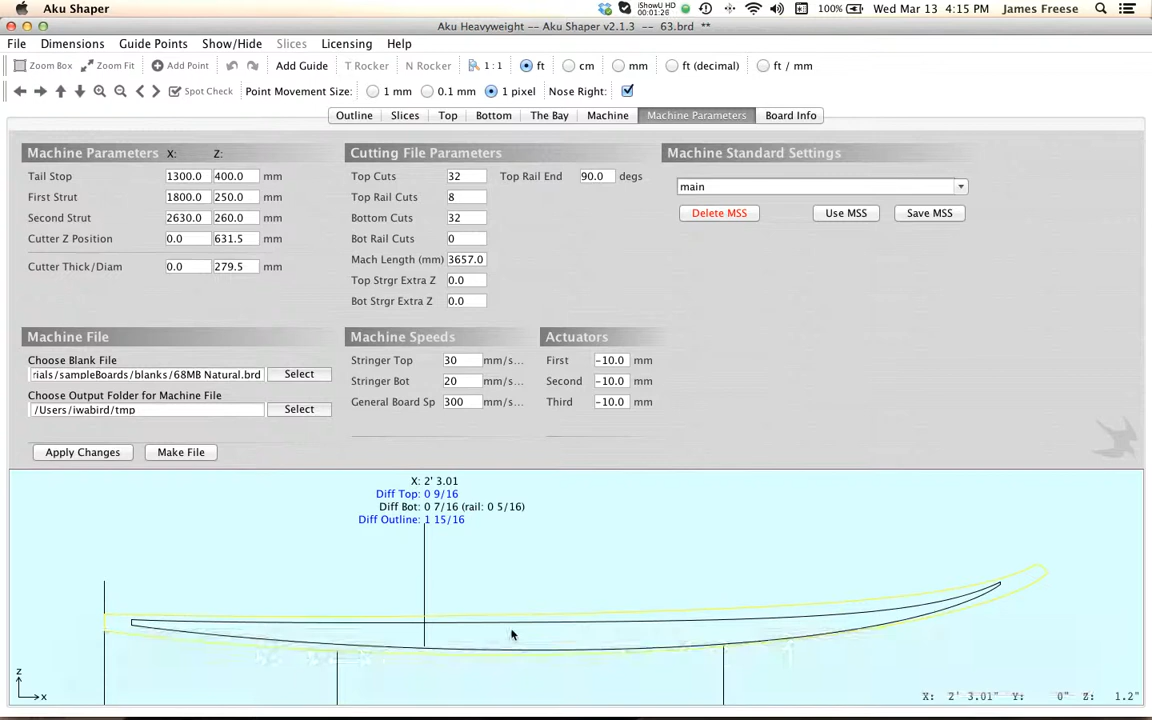 Aku Shaper iShowU HD 00:01:26 100% Wed Mar 13 4:15 PM James Freese
Aku Heavyweight -- Aku Shaper v2.1.3 -- 63.brd **
File Dimensions Guide Points Show/Hide Slices Licensing Help
Zoom Box Zoom Fit Add Point Add Guide T Rocker N Rocker 1 : 1 ft cm mm ft (decimal) ft / mm
Spot Check Point Movement Size: 1 mm 0.1 mm 1 pixel Nose Right:
Outline Slices Top Bottom The Bay Machine Machine Parameters Board Info
Machine Parameters X: Z: Cutting File Parameters Machine Standard Settings
Tail Stop 1300.0 400.0 mm Top Cuts 32 Top Rail End 90.0 degs main
First Strut 1800.0 250.0 mm Top Rail Cuts 8
Second Strut 2630.0 260.0 mm Bottom Cuts 32 Delete MSS Use MSS Save MSS
Cutter Z Position 0.0 631.5 mm Bot Rail Cuts 0
Mach Length (mm) 3657.0
Cutter Thick/Diam 0.0 279.5 mm
Top Strgr Extra Z 0.0
Bot Strgr Extra Z 0.0
Machine File Machine Speeds Actuators
Choose Blank File Stringer Top 30 mm/s... First -10.0 mm
rials/sampleBoards/blanks/68MB Natural.brd Select Stringer Bot 20 mm/s... Second -10.0 mm
Choose Output Folder for Machine File General Board Sp 300 mm/s... Third -10.0 mm
/Users/iwabird/tmp Select
Apply Changes Make File
X: 2' 3.01
Diff Top: 0 9/16
Diff Bot: 0 7/16 (rail: 0 5/16)
Diff Outline: 1 15/16
z
x
X: 2' 3.01" Y: 0" Z: 1.2"